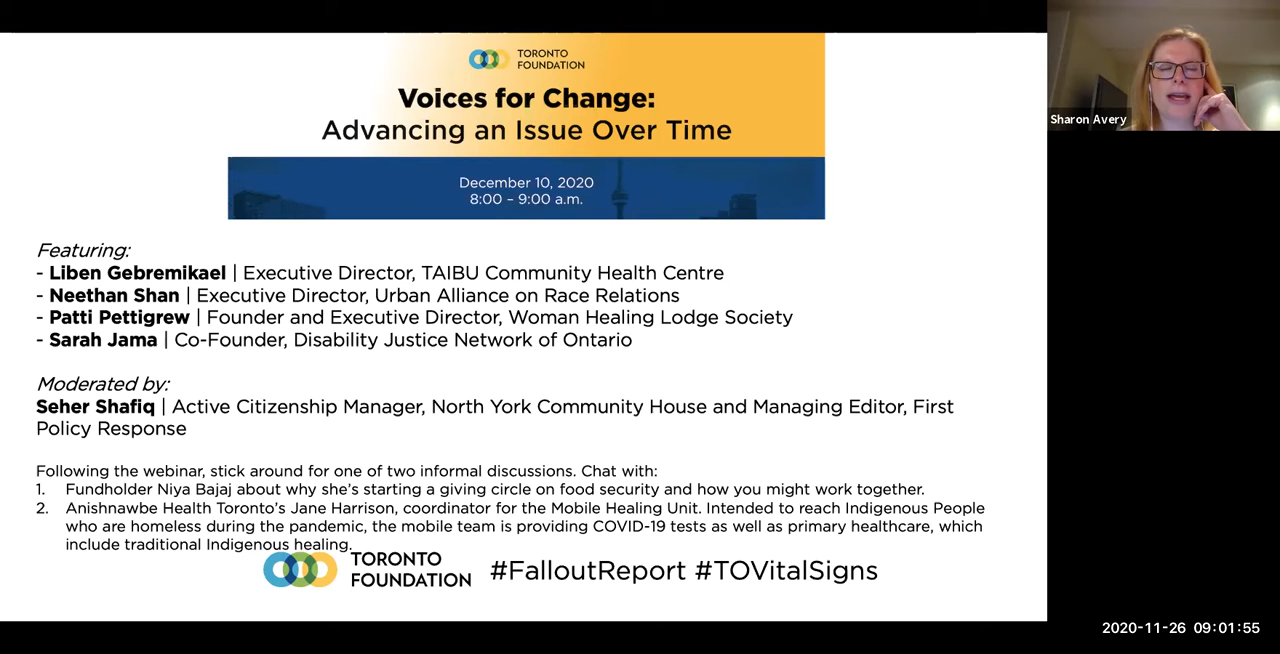 TORONTO
FOUNDATION
Voices for Change:
Advancing an Issue Over Time
December 10, 2020
8:00 – 9:00 a.m.
Sharon Avery
Featuring:
- Liben Gebremikael | Executive Director, TAIBU Community Health Centre
- Neethan Shan | Executive Director, Urban Alliance on Race Relations
- Patti Pettigrew | Founder and Executive Director, Woman Healing Lodge Society
- Sarah Jama | Co-Founder, Disability Justice Network of Ontario
Moderated by:
Seher Shafiq | Active Citizenship Manager, North York Community House and Managing Editor, First
Policy Response
Following the webinar, stick around for one of two informal discussions. Chat with:
1. Fundholder Niya Bajaj about why she's starting a giving circle on food security and how you might work together.
2. Anishnawbe Health Toronto's Jane Harrison, coordinator for the Mobile Healing Unit. Intended to reach Indigenous People
who are homeless during the pandemic, the mobile team is providing COVID-19 tests as well as primary healthcare, which
include traditional Indigenous healing.
TORONTO
FOUNDATION
#FalloutReport #TOVitalSigns
2020-11-26 09:01:55